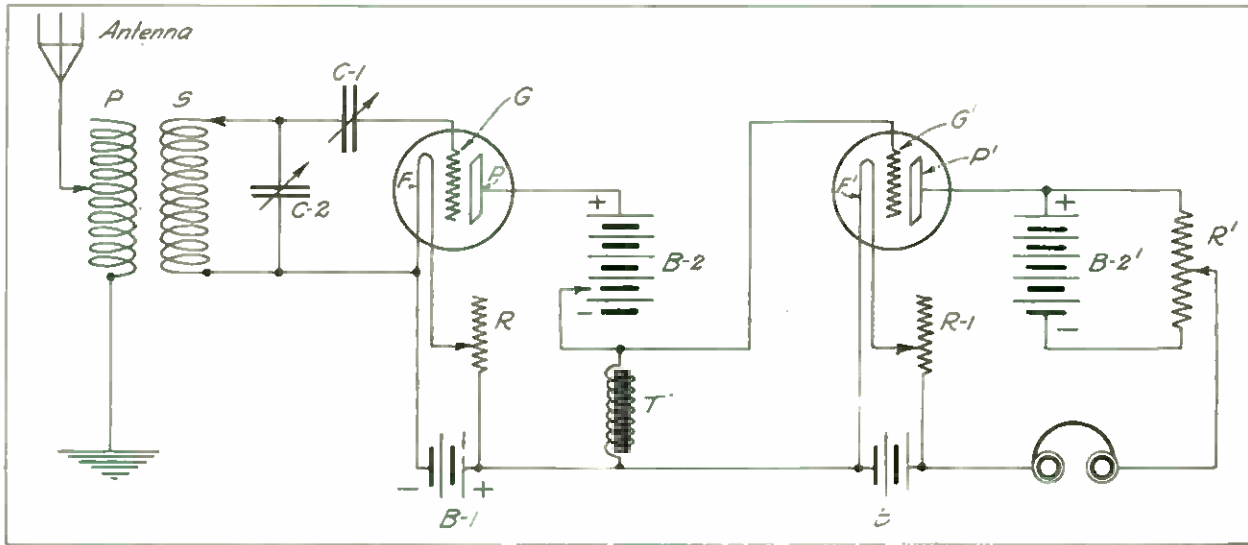 Antenna
P
S
C-1
G
C-2
F
P
+
B-2
-
R
T
- +
B-1
G'
P'
F'
+
B-2'
-
R'
R-1